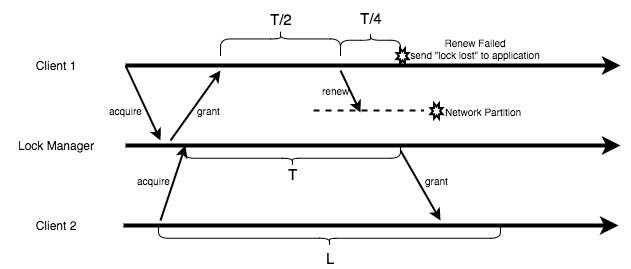 T/2
T/4
Renew Failed
send "lock lost" to application
Client 1
renew
acquire
grant
Network Partition
Lock Manager
T
acquire
grant
Client 2
L